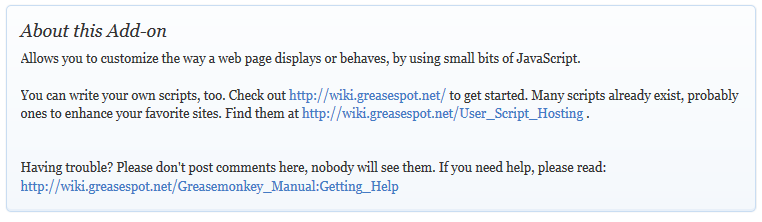 About this Add-on
Allows you to customize the way a web page displays or behaves, by using small bits of JavaScript.
You can write your own scripts, too. Check out http://wiki.greasespot.net/ to get started. Many scripts already exist, probably
ones to enhance your favorite sites. Find them at http://wiki.greasespot.net/User_Script_Hosting .
Having trouble? Please don't post comments here, nobody will see them. If you need help, please read:
http://wiki.greasespot.net/Greasemonkey_Manual:Getting_Help